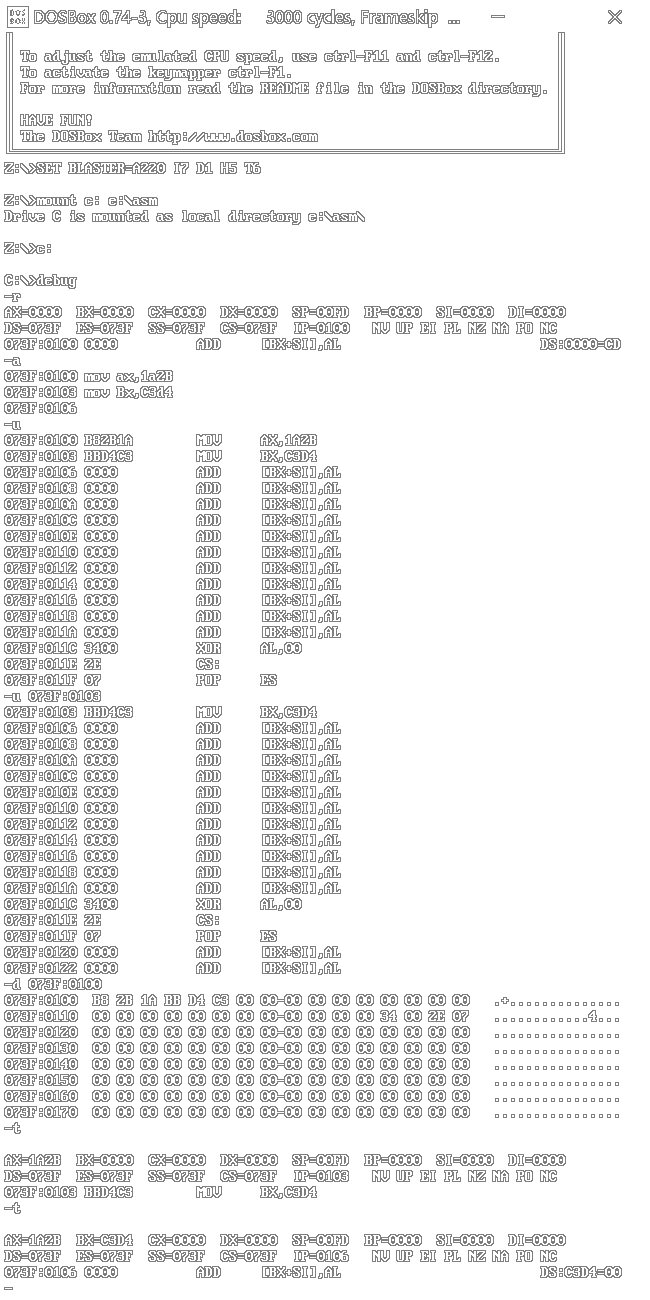 DOSBox 0.74-3, Cpu speed: 3000 cycles, Frameskip ...
To adjust the emulated CPU speed, use ctrl-F11 and ctrl-F12.
To activate the keymapper ctrl-F1.
For more information read the README file in the DOSBox directory.
HAVE FUN!
The DOSBox Team http://www.dosbox.com
Z:\>SET BLASTER=A220 I7 D1 H5 T6
Z:\>mount c: e:\asm
Drive C is mounted as local directory e:\asm\
Z:\>c:
C:\>debug
-r
AX=0000 BX=0000 CX=0000 DX=0000 SP=00FD BP=0000 SI=0000 DI=0000
DS=073F ES=073F SS=073F CS=073F IP=0100 NV UP EI PL NZ NA PO NC
073F:0100 0000 ADD [BX+SI],AL DS:0000=CD
-a
073F:0100 mov ax,1a2B
073F:0103 mov Bx,C3d4
073F:0106
-u
073F:0100 B82B1A MOV AX,1A2B
073F:0103 BBD4C3 MOV BX,C3D4
073F:0106 0000 ADD [BX+SI],AL
073F:0108 0000 ADD [BX+SI],AL
073F:010A 0000 ADD [BX+SI],AL
073F:010C 0000 ADD [BX+SI],AL
073F:010E 0000 ADD [BX+SI],AL
073F:0110 0000 ADD [BX+SI],AL
073F:0112 0000 ADD [BX+SI],AL
073F:0114 0000 ADD [BX+SI],AL
073F:0116 0000 ADD [BX+SI],AL
073F:0118 0000 ADD [BX+SI],AL
073F:011A 0000 ADD [BX+SI],AL
073F:011C 3400 XOR AL,00
073F:011E 2E CS:
073F:011F 07 POP ES
-u 073F:0103
073F:0103 BBD4C3 MOV BX,C3D4
073F:0106 0000 ADD [BX+SI],AL
073F:0108 0000 ADD [BX+SI],AL
073F:010A 0000 ADD [BX+SI],AL
073F:010C 0000 ADD [BX+SI],AL
073F:010E 0000 ADD [BX+SI],AL
073F:0110 0000 ADD [BX+SI],AL
073F:0112 0000 ADD [BX+SI],AL
073F:0114 0000 ADD [BX+SI],AL
073F:0116 0000 ADD [BX+SI],AL
073F:0118 0000 ADD [BX+SI],AL
073F:011A 0000 ADD [BX+SI],AL
073F:011C 3400 XOR AL,00
073F:011E 2E CS:
073F:011F 07 POP ES
073F:0120 0000 ADD [BX+SI],AL
073F:0122 0000 ADD [BX+SI],AL
-d 073F:0100
073F:0100 B8 2B 1A BB D4 C3 00 00-00 00 00 00 00 00 00 00 .+..............
073F:0110 00 00 00 00 00 00 00 00-00 00 00 00 34 00 2E 07 ............4...
073F:0120 00 00 00 00 00 00 00 00-00 00 00 00 00 00 00 00 ................
073F:0130 00 00 00 00 00 00 00 00-00 00 00 00 00 00 00 00 ................
073F:0140 00 00 00 00 00 00 00 00-00 00 00 00 00 00 00 00 ................
073F:0150 00 00 00 00 00 00 00 00-00 00 00 00 00 00 00 00 ................
073F:0160 00 00 00 00 00 00 00 00-00 00 00 00 00 00 00 00 ................
073F:0170 00 00 00 00 00 00 00 00-00 00 00 00 00 00 00 00 ................
-t
AX=1A2B BX=0000 CX=0000 DX=0000 SP=00FD BP=0000 SI=0000 DI=0000
DS=073F ES=073F SS=073F CS=073F IP=0103 NV UP EI PL NZ NA PO NC
073F:0103 BBD4C3 MOV BX,C3D4
-t
AX=1A2B BX=C3D4 CX=0000 DX=0000 SP=00FD BP=0000 SI=0000 DI=0000
DS=073F ES=073F SS=073F CS=073F IP=0106 NV UP EI PL NZ NA PO NC
073F:0106 0000 ADD [BX+SI],AL DS:C3D4=00
-